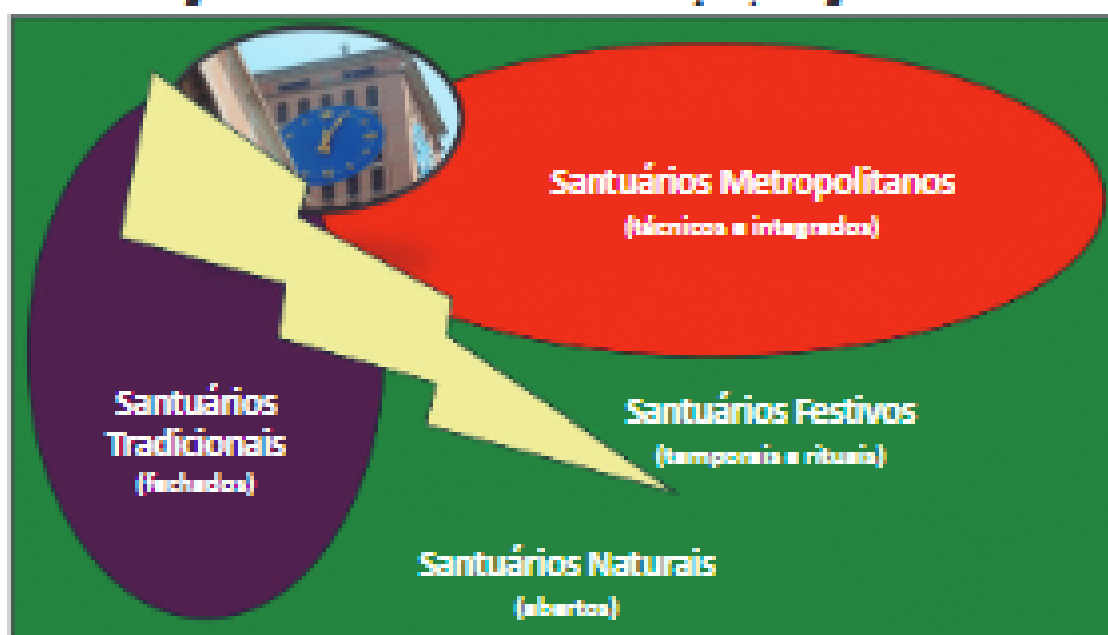 Santuários Metropolitanos
(técnicos e integrados)
Santuários
Tradicionais
(fechados)
Santuários Festivos
(temporais e rituais)
Santuários Naturais
(abertos)